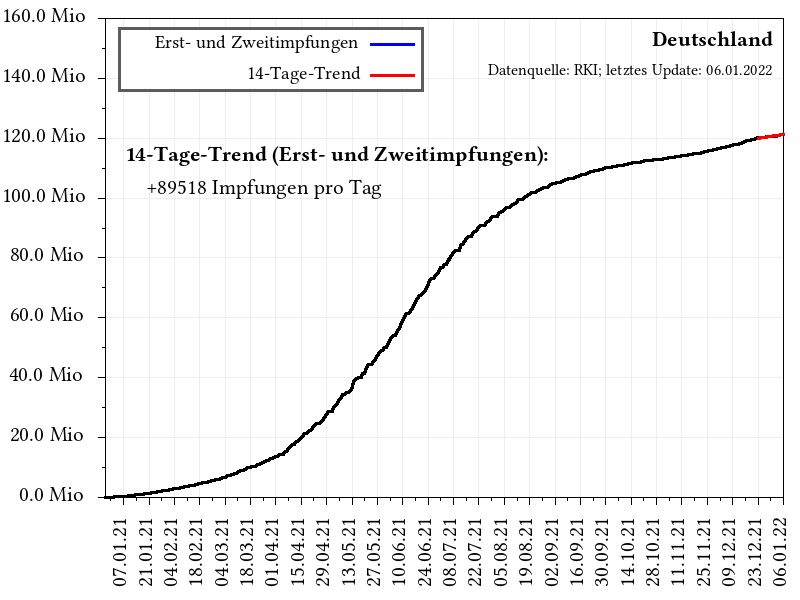 160.0 Mio
140.0 Mio
120.0 Mio
100.0 Mio
80.0 Mio
60.0 Mio
40.0 Mio
20.0 Mio
0.0 Mio
Erst- und Zweitimpfungen
14-Tage-Trend
Deutschland
Datenquelle: RKI; letztes Update: 06.01.2022
14-Tage-Trend (Erst- und Zweitimpfungen):
+89518 Impfungen pro Tag
07.01.21
21.01.21
04.02.21
18.02.21
04.03.21
18.03.21
01.04.21
15.04.21
29.04.21
13.05.21
27.05.21
10.06.21
24.06.21
08.07.21
22.07.21
05.08.21
19.08.21
02.09.21
16.09.21
30.09.21
14.10.21
28.10.21
11.11.21
25.11.21
09.12.21
23.12.21
06.01.22